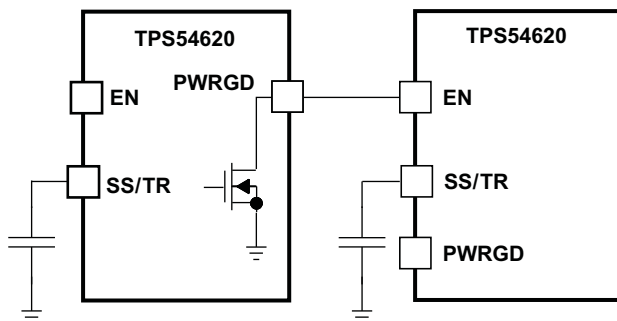 TPS54620
PWRGD
EN
SS/TR
TPS54620
EN
SS/TR
PWRGD